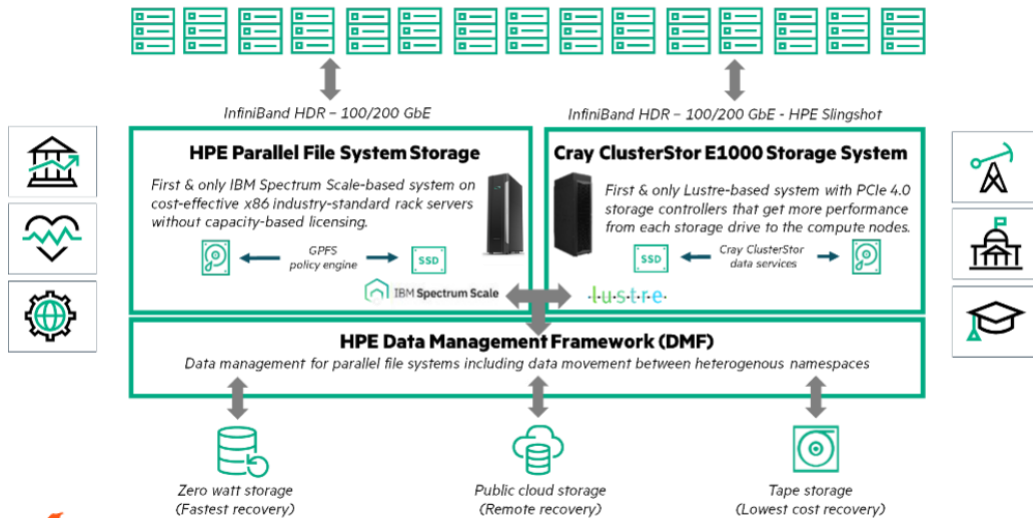 InfiniBand HDR – 100/200 GbE
InfiniBand HDR – 100/200 GbE - HPE Slingshot
HPE Parallel File System Storage
First & only IBM Spectrum Scale-based system on
cost-effective x86 industry-standard rack servers
without capacity-based licensing.
GPFS
policy engine
SSD
IBM Spectrum Scale
Cray ClusterStor E1000 Storage System
First & only Lustre-based system with PCIe 4.0
storage controllers that get more performance
from each storage drive to the compute nodes.
SSD
Cray ClusterStor
data services
l·u·s·t·r·e·
HPE Data Management Framework (DMF)
Data management for parallel file systems including data movement between heterogenous namespaces
Zero watt storage
(Fastest recovery)
Public cloud storage
(Remote recovery)
Tape storage
(Lowest cost recovery)